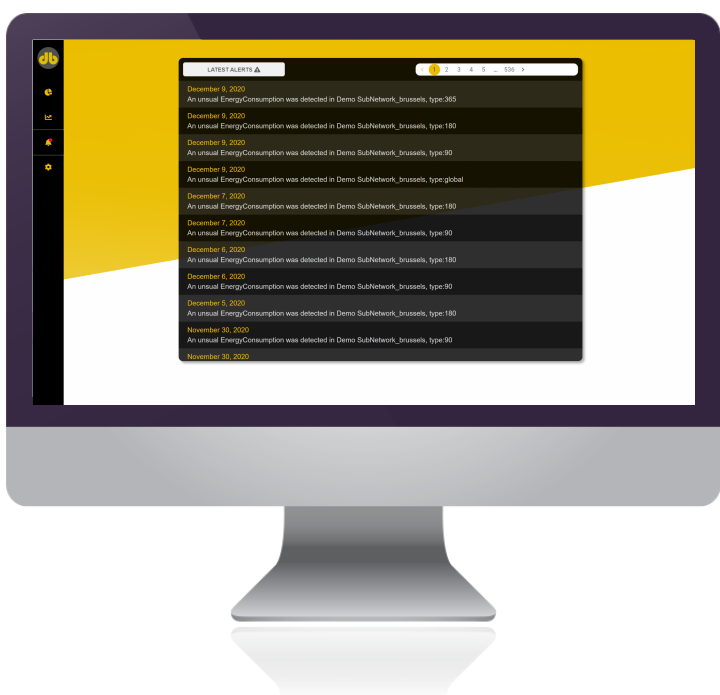 db
LATEST ALERTS
‹ 1 2 3 4 5 ... 536 ›
December 9, 2020
An unsual EnergyConsumption was detected in Demo SubNetwork_brussels, type:365
December 9, 2020
An unsual EnergyConsumption was detected in Demo SubNetwork_brussels, type:180
December 9, 2020
An unsual EnergyConsumption was detected in Demo SubNetwork_brussels, type:90
December 9, 2020
An unsual EnergyConsumption was detected in Demo SubNetwork_brussels, type:global
December 7, 2020
An unsual EnergyConsumption was detected in Demo SubNetwork_brussels, type:180
December 7, 2020
An unsual EnergyConsumption was detected in Demo SubNetwork_brussels, type:90
December 6, 2020
An unsual EnergyConsumption was detected in Demo SubNetwork_brussels, type:180
December 6, 2020
An unsual EnergyConsumption was detected in Demo SubNetwork_brussels, type:90
December 5, 2020
An unsual EnergyConsumption was detected in Demo SubNetwork_brussels, type:180
November 30, 2020
An unsual EnergyConsumption was detected in Demo SubNetwork_brussels, type:90
November 30, 2020